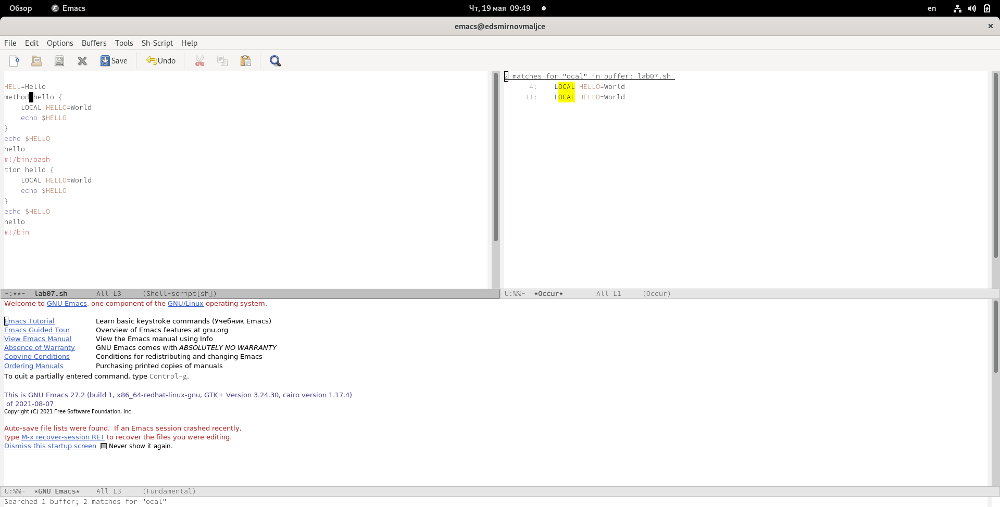 Обзор Emacs Чт, 19 мая 09:49 en
emacs@edsmirnovmaljce
File Edit Options Buffers Tools Sh-Script Help
Save Undo
HELL=Hello
method hello {
    LOCAL HELLO=World
    echo $HELLO
}
echo $HELLO
hello
#!/bin/bash
tion hello {
    LOCAL HELLO=World
    echo $HELLO
}
echo $HELLO
hello
#!/bin
-:**- lab07.sh All L3 (Shell-script[sh])
2 matches for "ocal" in buffer: lab07.sh
4: LOCAL HELLO=World
11: LOCAL HELLO=World
U:%%- *Occur* All L1 (Occur)
Welcome to GNU Emacs, one component of the GNU/Linux operating system.
Emacs Tutorial Learn basic keystroke commands (Учебник Emacs)
Emacs Guided Tour Overview of Emacs features at gnu.org
View Emacs Manual View the Emacs manual using Info
Absence of Warranty GNU Emacs comes with ABSOLUTELY NO WARRANTY
Copying Conditions Conditions for redistributing and changing Emacs
Ordering Manuals Purchasing printed copies of manuals
To quit a partially entered command, type Control-g.
This is GNU Emacs 27.2 (build 1, x86_64-redhat-linux-gnu, GTK+ Version 3.24.30, cairo version 1.17.4)
of 2021-08-07
Copyright (C) 2021 Free Software Foundation, Inc.
Auto-save file lists were found. If an Emacs session crashed recently,
type M-x recover-session RET to recover the files you were editing.
Dismiss this startup screen Never show it again.
U:%%- *GNU Emacs* All L3 (Fundamental)
Searched 1 buffer; 2 matches for "ocal"